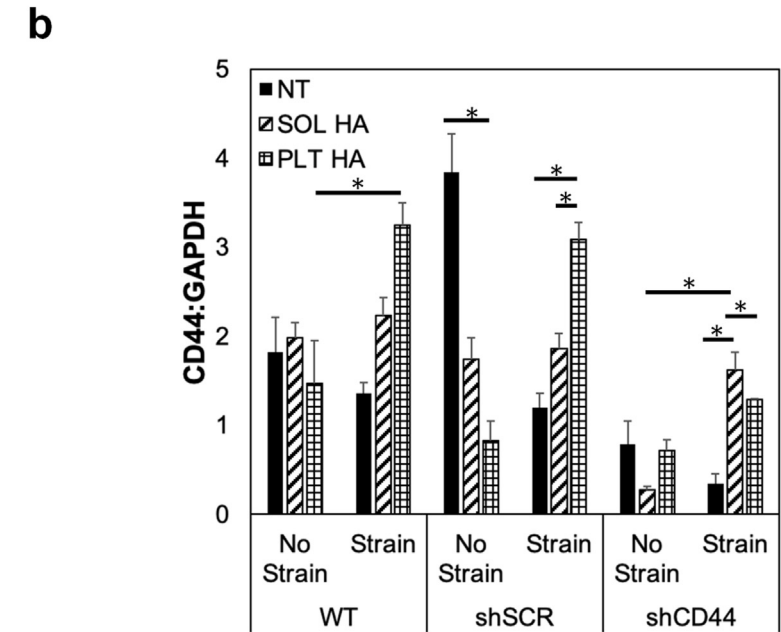 b
5
4
3
2
1
0
CD44:GAPDH
NT
SOL HA
PLT HA
*
*
*
*
*
*
*
No Strain
Strain
No Strain
Strain
No Strain
Strain
WT
shSCR
shCD44